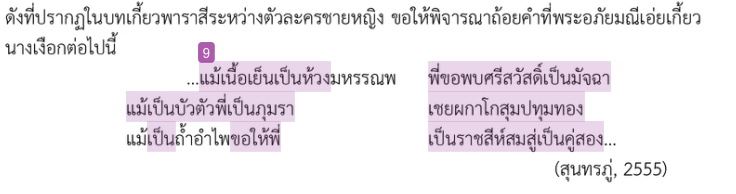 ดังที่ปรากฏในบทเกี้ยวพาราสีระหว่างตัวละครชายหญิง ขอให้พิจารณาถ้อยคำที่พระอภัยมณีเอ่ยเกี้ยว
นางเงือกต่อไปนี้
9
...แม้เนื้อเย็นเป็นห้วงมหรรณพ พี่ขอพบศรีสวัสดิ์เป็นมัจฉา
แม้เป็นบัวตัวพี่เป็นภุมรา เชยผกาโกสุมปทุมทอง
แม้เป็นถ้ำอำไพขอให้พี่ เป็นราชสีห์สมสู่เป็นคู่สอง...
(สุนทรภู่, 2555)